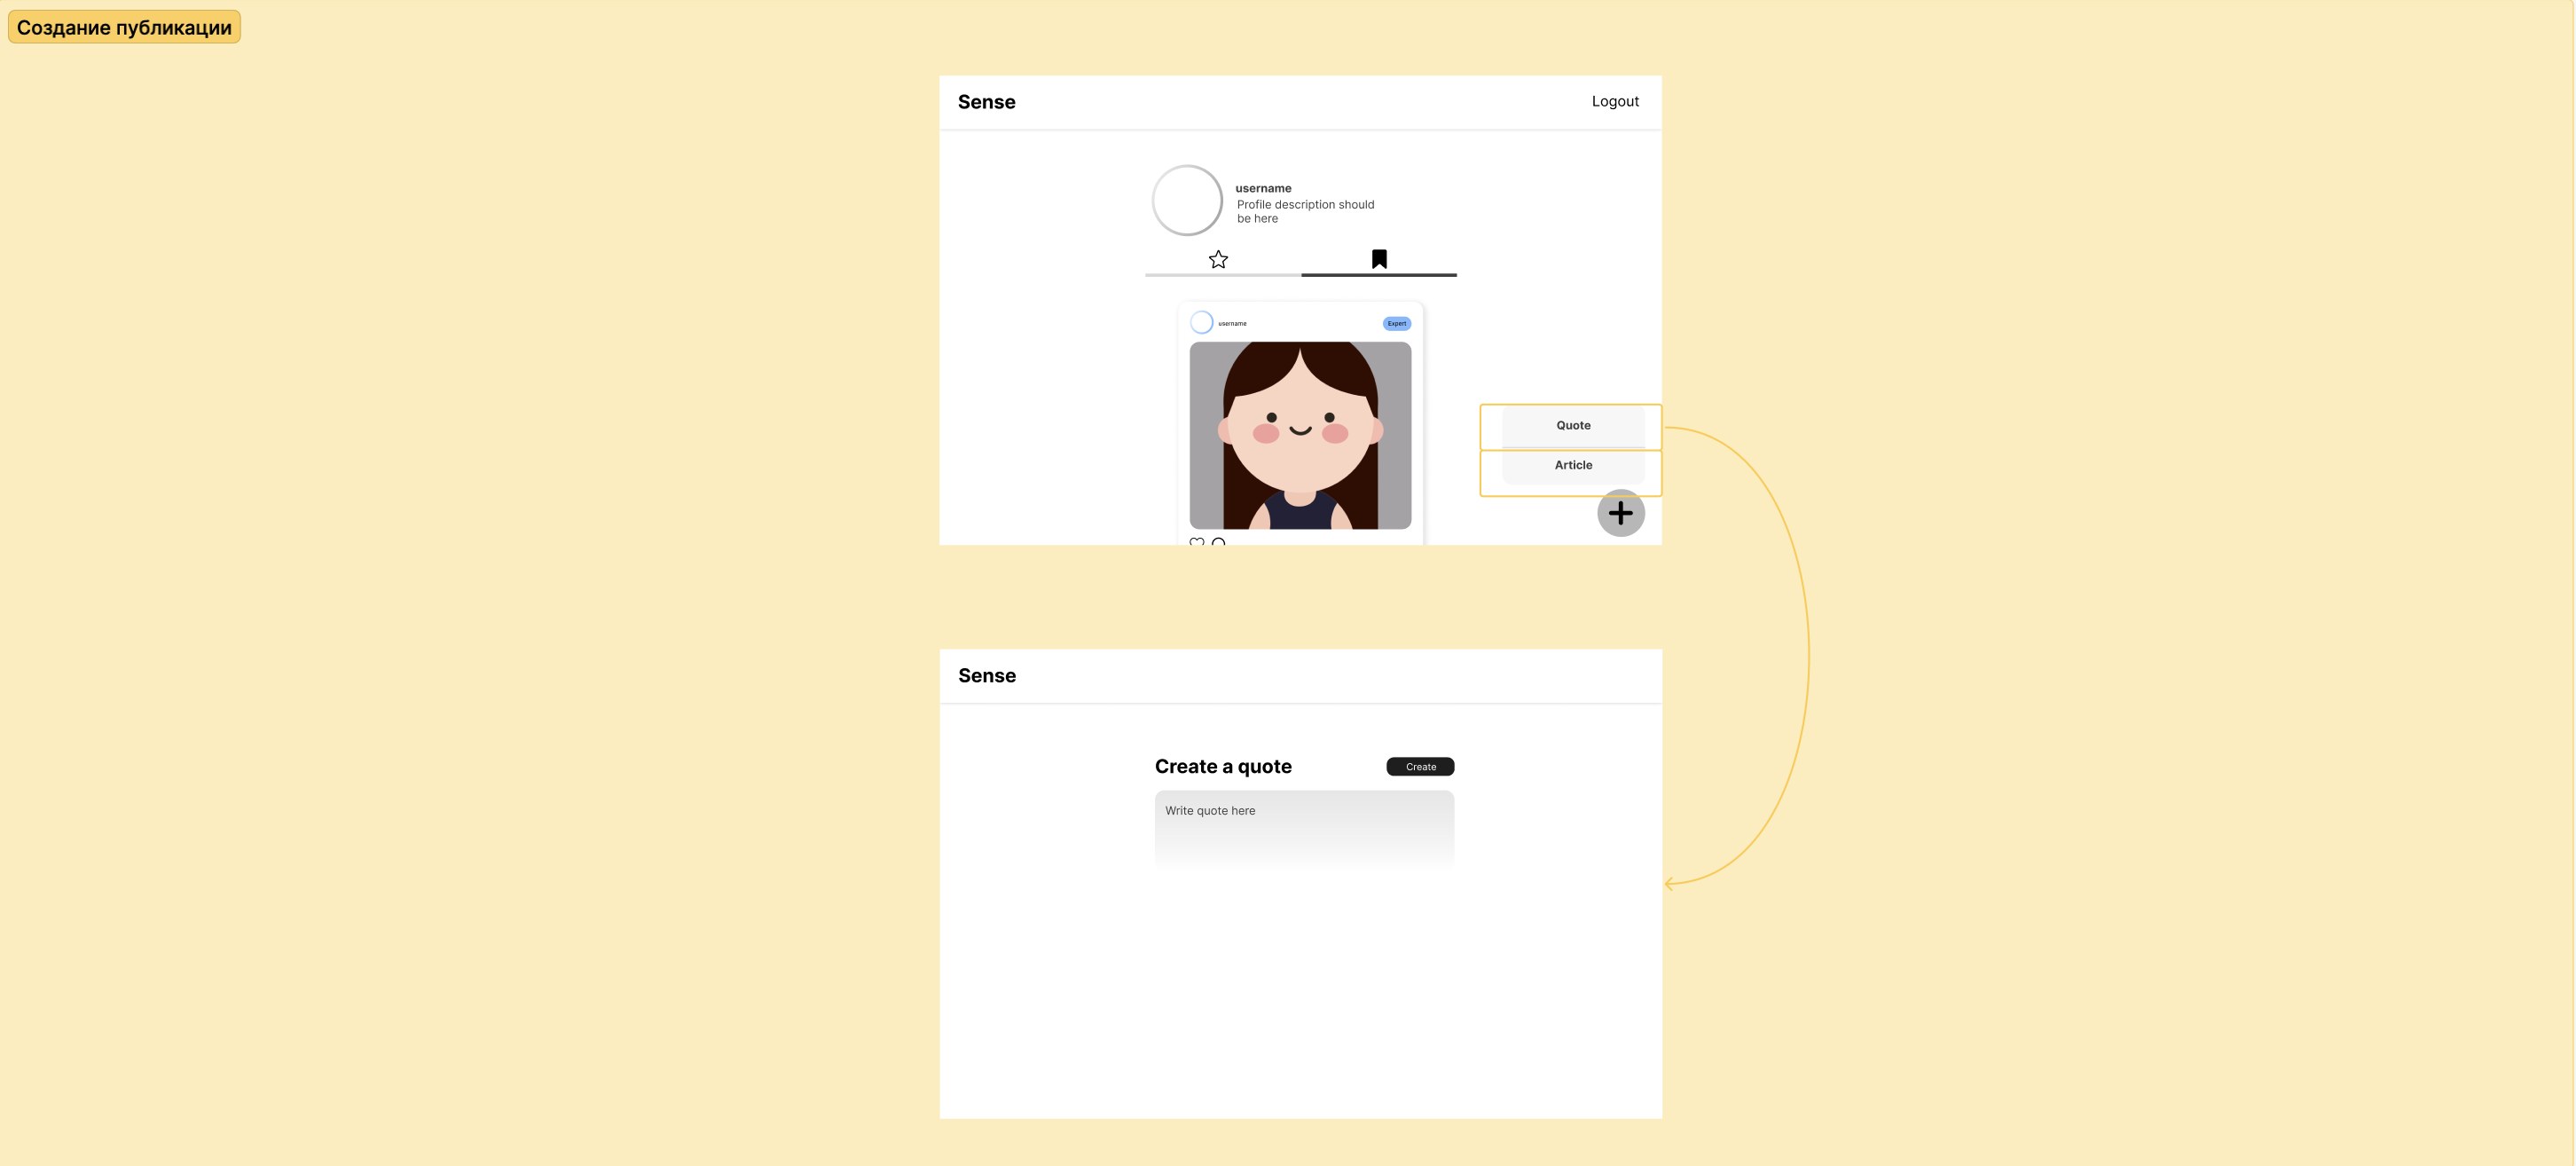 Создание публикации
Sense
Logout
username
Profile description should
be here
username
Expert
Quote
Article
Sense
Create a quote
Create
Write quote here